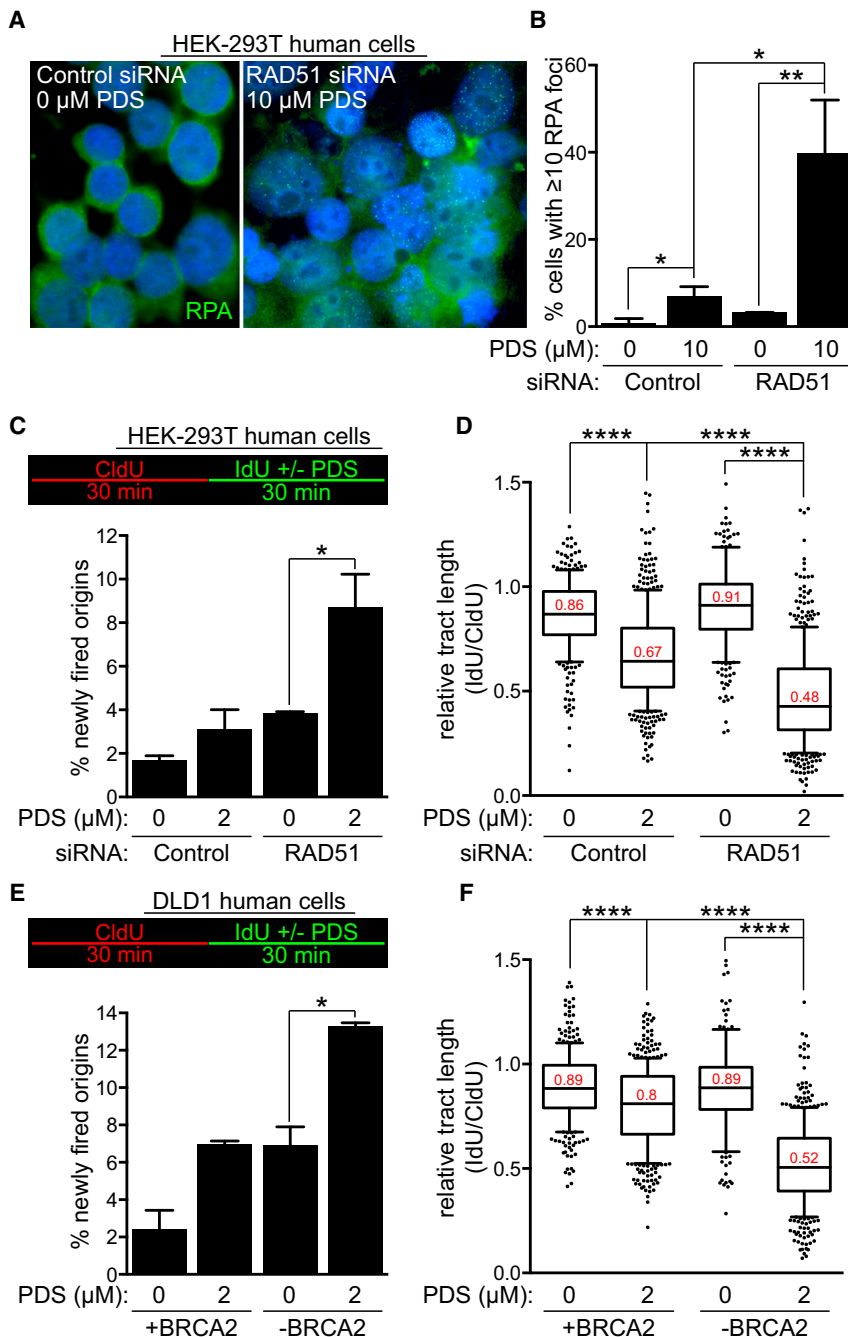 A
HEK-293T human cells
Control siRNA
0 µM PDS
RAD51 siRNA
10 µM PDS
RPA
B
% cells with ≥10 RPA foci
60
40
20
0
*
*
**
PDS (µM): 0 10 0 10
siRNA: Control RAD51
C
HEK-293T human cells
CldU IdU +/- PDS
30 min 30 min
% newly fired origins
12
10
8
6
4
2
0
*
PDS (µM): 0 2 0 2
siRNA: Control RAD51
D
relative tract length
(IdU/CldU)
1.5
1.0
0.5
0.0
**** ****
****
0.86 0.67 0.91 0.48
PDS (µM): 0 2 0 2
siRNA: Control RAD51
E
DLD1 human cells
CldU IdU +/- PDS
30 min 30 min
% newly fired origins
14
12
10
8
6
4
2
0
*
PDS (µM): 0 2 0 2
+BRCA2 -BRCA2
F
relative tract length
(IdU/CldU)
1.5
1.0
0.5
0.0
**** ****
****
0.89 0.8 0.89 0.52
PDS (µM): 0 2 0 2
+BRCA2 -BRCA2